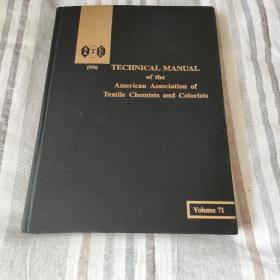 1996 TECHNICAL MANUAL
of the
American Association of
Textile Chemists and Colorists
Volume 71